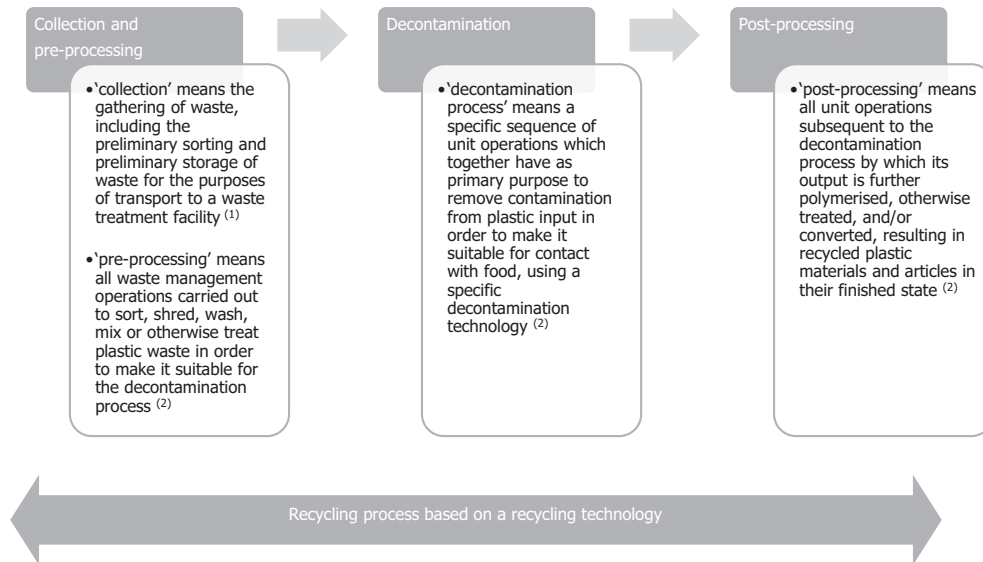 Collection and
pre-processing
•‘collection’ means the
gathering of waste,
including the
preliminary sorting and
preliminary storage of
waste for the purposes
of transport to a waste
treatment facility (1)
•‘pre-processing’ means
all waste management
operations carried out
to sort, shred, wash,
mix or otherwise treat
plastic waste in order
to make it suitable for
the decontamination
process (2)
Decontamination
•‘decontamination
process’ means a
specific sequence of
unit operations which
together have as
primary purpose to
remove contamination
from plastic input in
order to make it
suitable for contact
with food, using a
specific
decontamination
technology (2)
Post-processing
•‘post-processing’ means
all unit operations
subsequent to the
decontamination
process by which its
output is further
polymerised, otherwise
treated, and/or
converted, resulting in
recycled plastic
materials and articles in
their finished state (2)
Recycling process based on a recycling technology